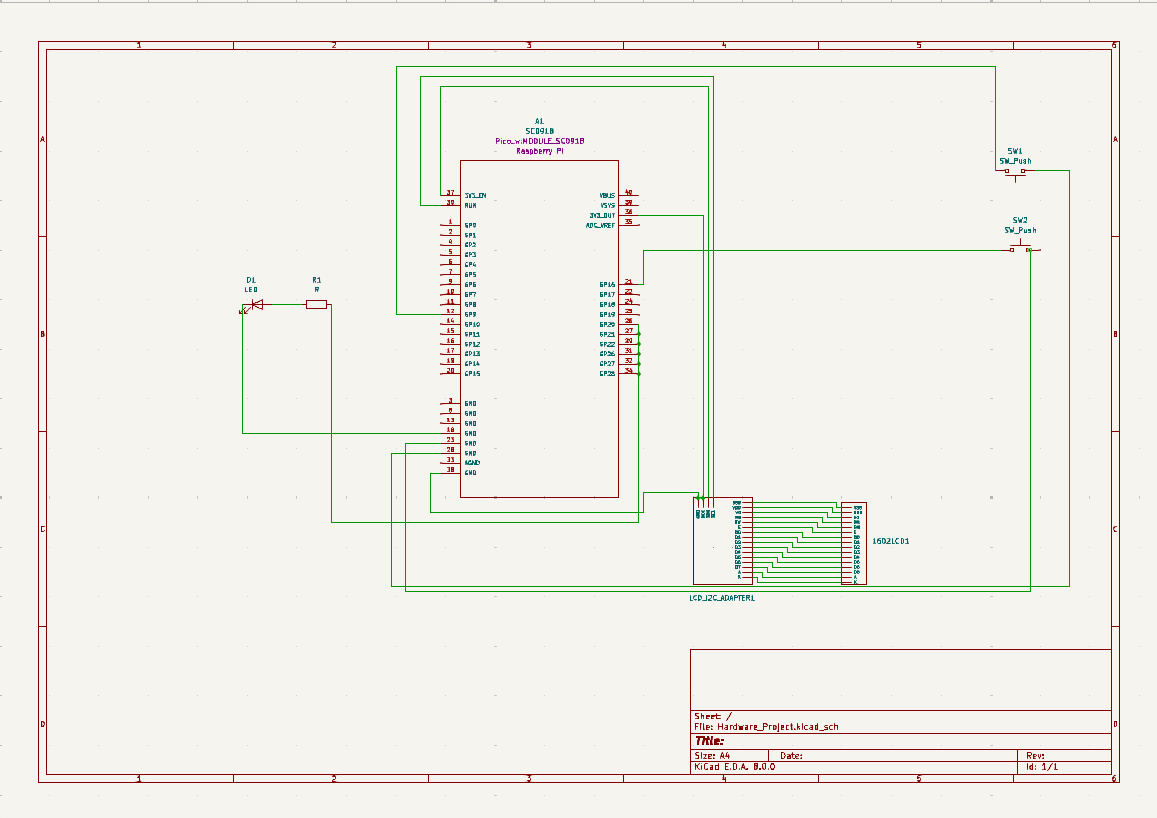 1 2 3 4 5 6
A
A1
SC0918
Pico_w:MODULE_SC0918
Raspberry Pi
A
SW1
SW_Push
37 3V3_EN VBUS 40
30 RUN VSYS 39
3V3_OUT 36
ADC_VREF 35
1 GP0
2 GP1
4 GP2
5 GP3
6 GP4
7 GP5
9 GP6 GP16 21
10 GP7 GP17 22
11 GP8 GP18 24
12 GP9 GP19 25
14 GP10 GP20 26
15 GP11 GP21 27
16 GP12 GP22 29
17 GP13 GP26 31
19 GP14 GP27 32
20 GP15 GP28 34
SW2
SW_Push
D1
LED
R1
R
B
B
3 GND
8 GND
13 GND
18 GND
23 GND
28 GND
33 AGND
38 GND
C
C
1602LCD1
LCD_I2C_ADAPTER1
D
D
Sheet: /
File: Hardware_Project.kicad_sch
Title:
Size: A4 Date: Rev:
KiCad E.D.A. 8.0.0 Id: 1/1
1 2 3 4 5 6